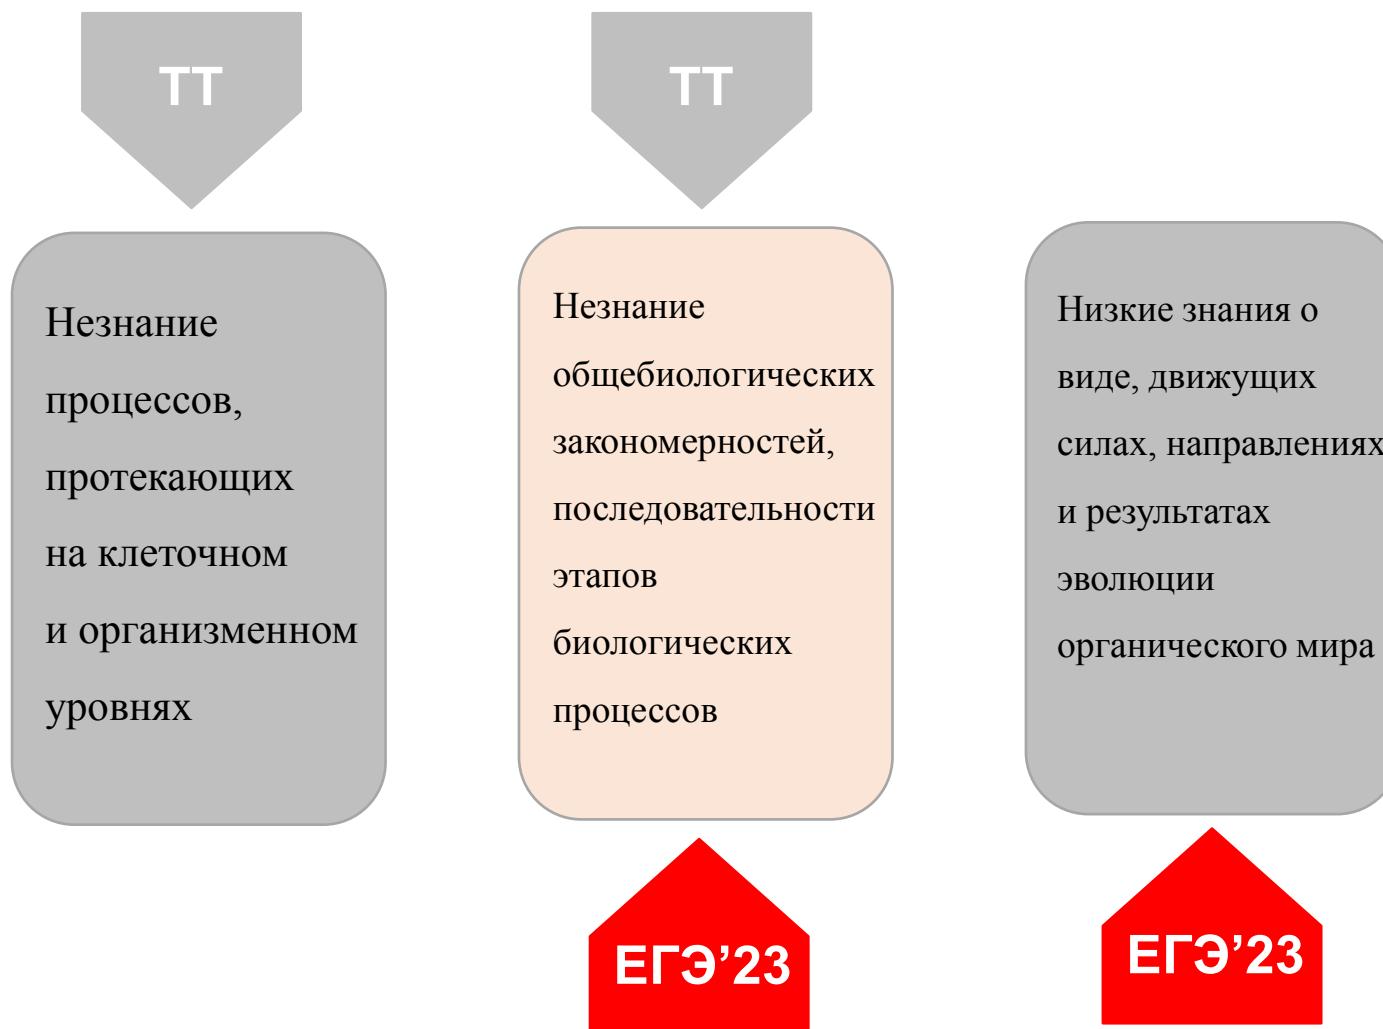 ТТ
ТТ
Незнание
процессов,
протекающих
на клеточном
и организменном
уровнях
Незнание
общебиологических
закономерностей,
последовательности
этапов
биологических
процессов
Низкие знания о
виде, движущих
силах, направлениях
и результатах
эволюции
органического мира
ЕГЭ’23
ЕГЭ’23